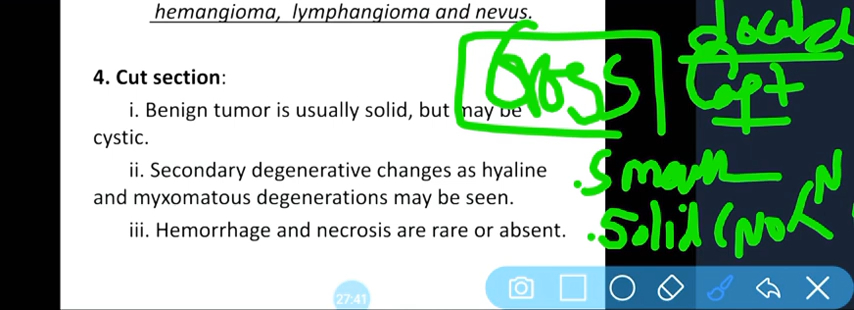 hemangioma, lymphangioma and nevus.
Gross
4. Cut section:
i. Benign tumor is usually solid, but may be
cystic.
ii. Secondary degenerative changes as hyaline
and myxomatous degenerations may be seen.
.Small
iii. Hemorrhage and necrosis are rare or absent.
.Solid (No
27:41